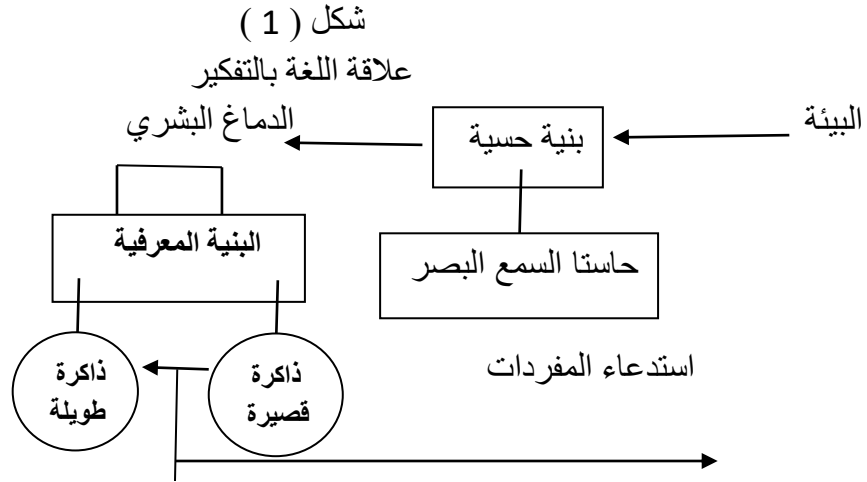 شكل ( 1 )
علاقة اللغة بالتفكير
البيئة
بنية حسية
الدماغ البشري
البنية المعرفية
حاستا السمع البصر
ذاكرة
قصيرة
ذاكرة
طويلة
استدعاء المفردات